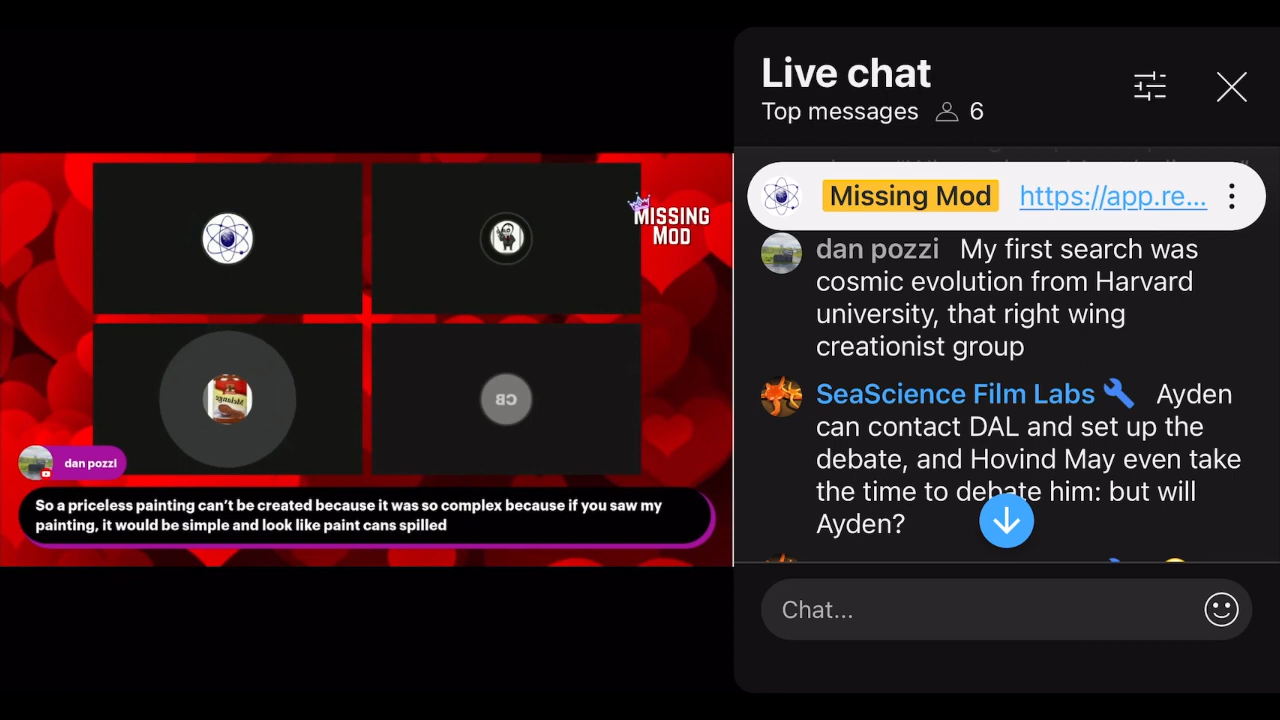 MISSING
MOD
CB
dan pozzi
So a priceless painting can't be created because it was so complex because if you saw my
painting, it would be simple and look like paint cans spilled
Live chat
Top messages 6
Missing Mod https://app.re...
dan pozzi My first search was
cosmic evolution from Harvard
university, that right wing
creationist group
SeaScience Film Labs Ayden
can contact DAL and set up the
debate, and Hovind May even take
the time to debate him: but will
Ayden?
Chat...